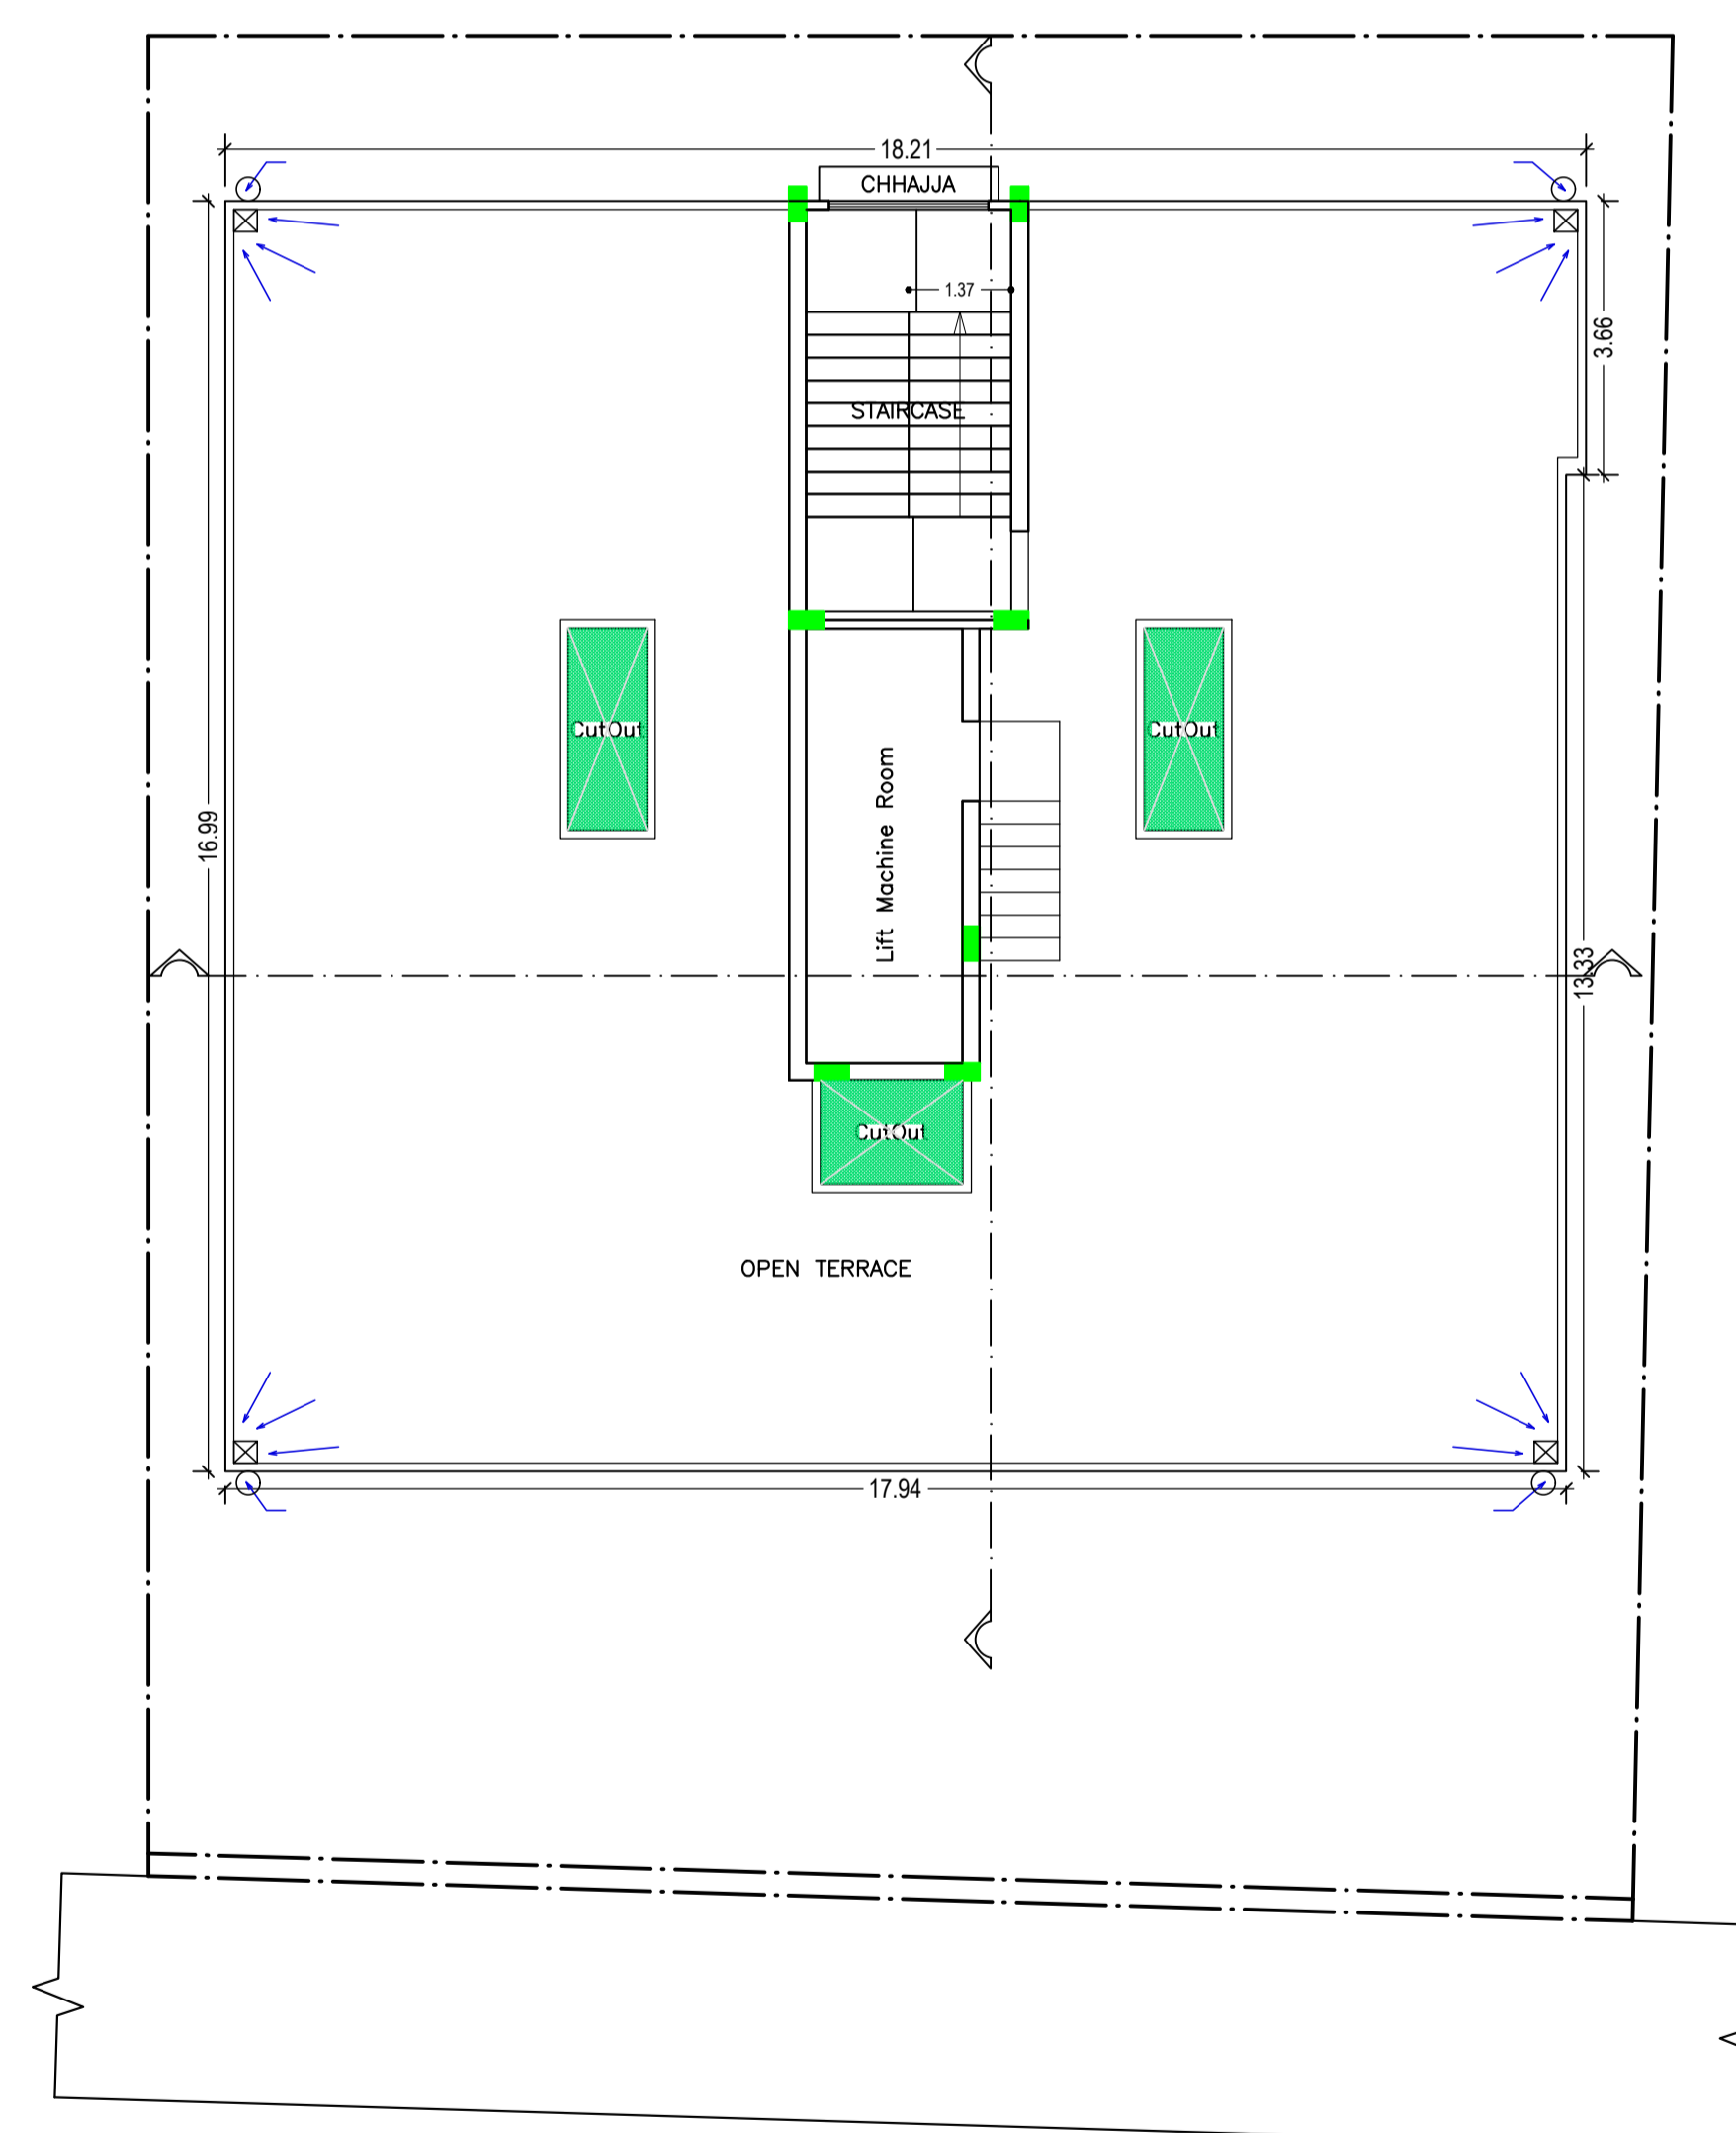 18.21
CHHAJJA
1.37
3.66
STAIRCASE
CutOut
CutOut
Lift Machine Room
16.99
13.33
CutOut
OPEN TERRACE
17.94